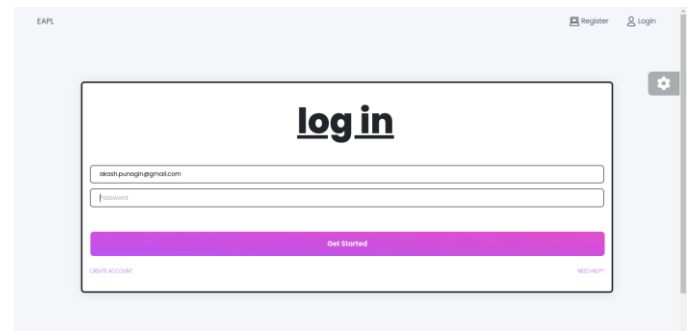 EAPL
Register
Login
log in
akash.punagin@gmail.com
Password
Get Started
CREATE ACCOUNT
NEED HELP?